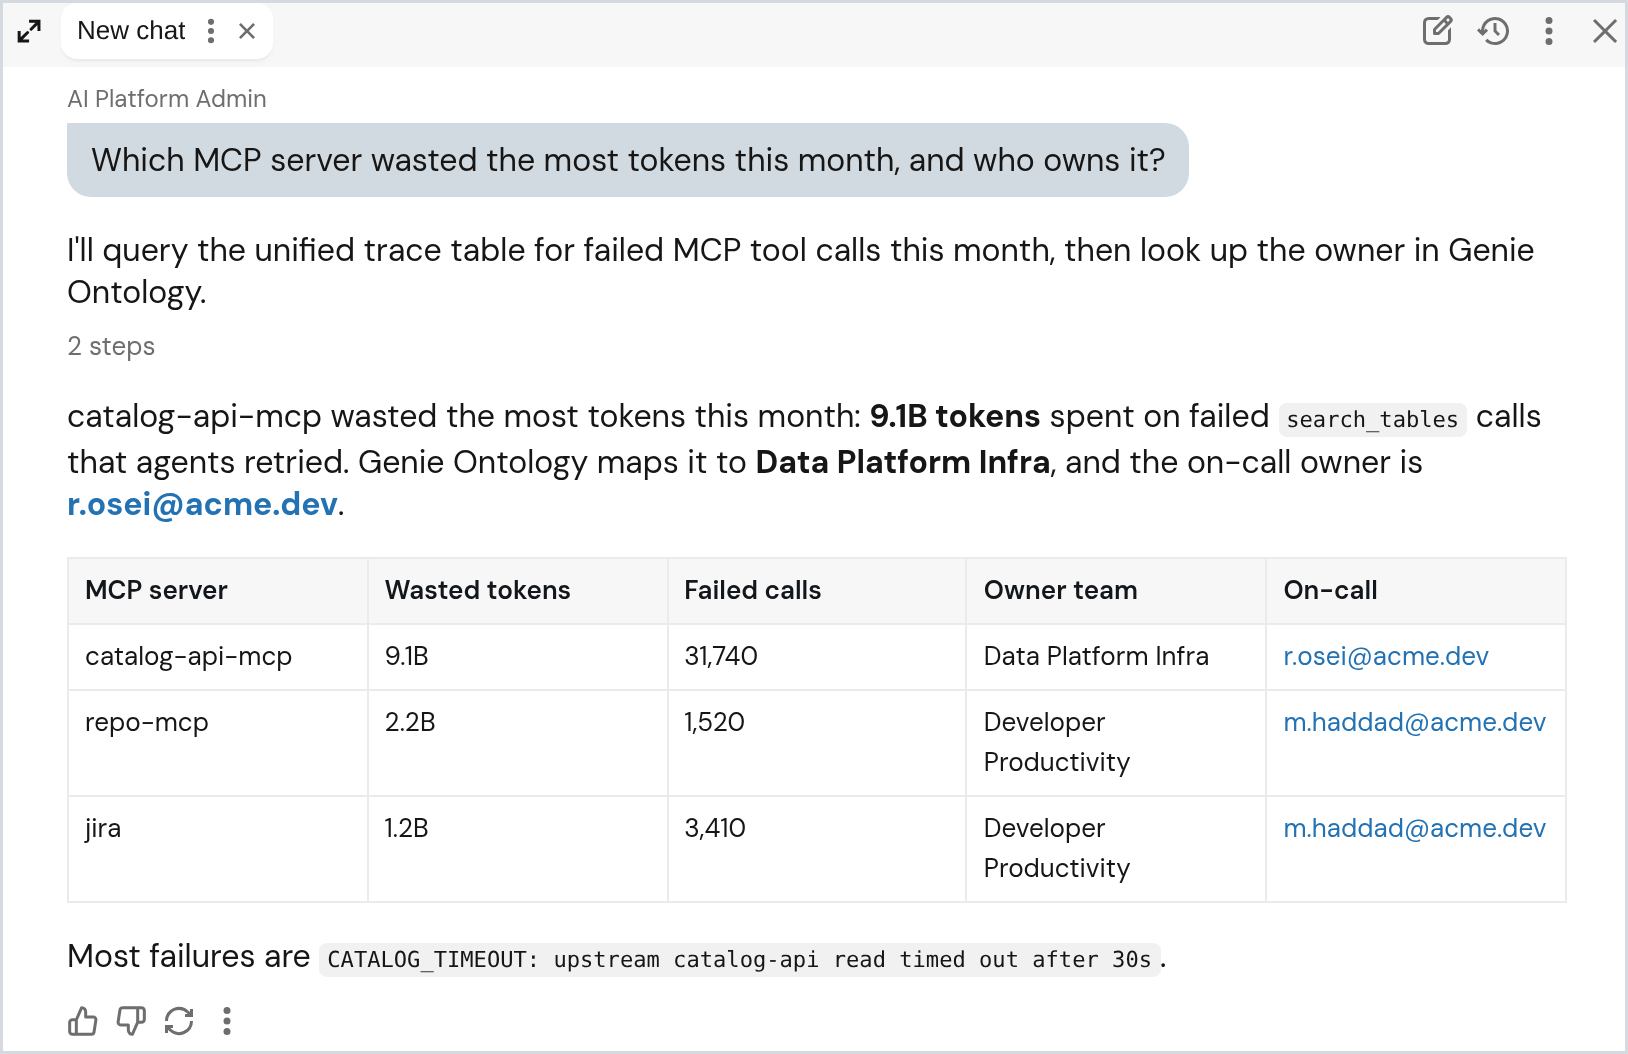 New chat
AI Platform Admin
Which MCP server wasted the most tokens this month, and who owns it?
I'll query the unified trace table for failed MCP tool calls this month, then look up the owner in Genie
Ontology.
2 steps
catalog-api-mcp wasted the most tokens this month: 9.1B tokens spent on failed search_tables calls
that agents retried. Genie Ontology maps it to Data Platform Infra, and the on-call owner is
r.osei@acme.dev.
MCP server Wasted tokens Failed calls Owner team On-call
catalog-api-mcp 9.1B 31,740 Data Platform Infra r.osei@acme.dev
repo-mcp 2.2B 1,520 Developer m.haddad@acme.dev
Productivity
jira 1.2B 3,410 Developer m.haddad@acme.dev
Productivity
Most failures are CATALOG_TIMEOUT: upstream catalog-api read timed out after 30s.